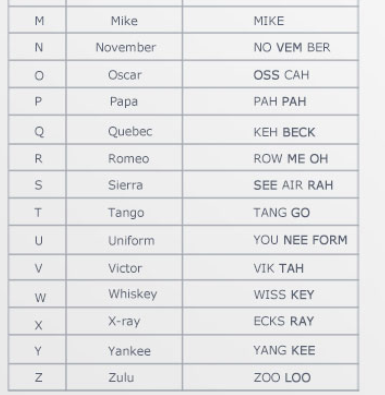 M Mike MIKE
N November NO VEM BER
O Oscar OSS CAH
P Papa PAH PAH
Q Quebec KEH BECK
R Romeo ROW ME OH
S Sierra SEE AIR RAH
T Tango TANG GO
U Uniform YOU NEE FORM
V Victor VIK TAH
W Whiskey WISS KEY
X X-ray ECKS RAY
Y Yankee YANG KEE
Z Zulu ZOO LOO